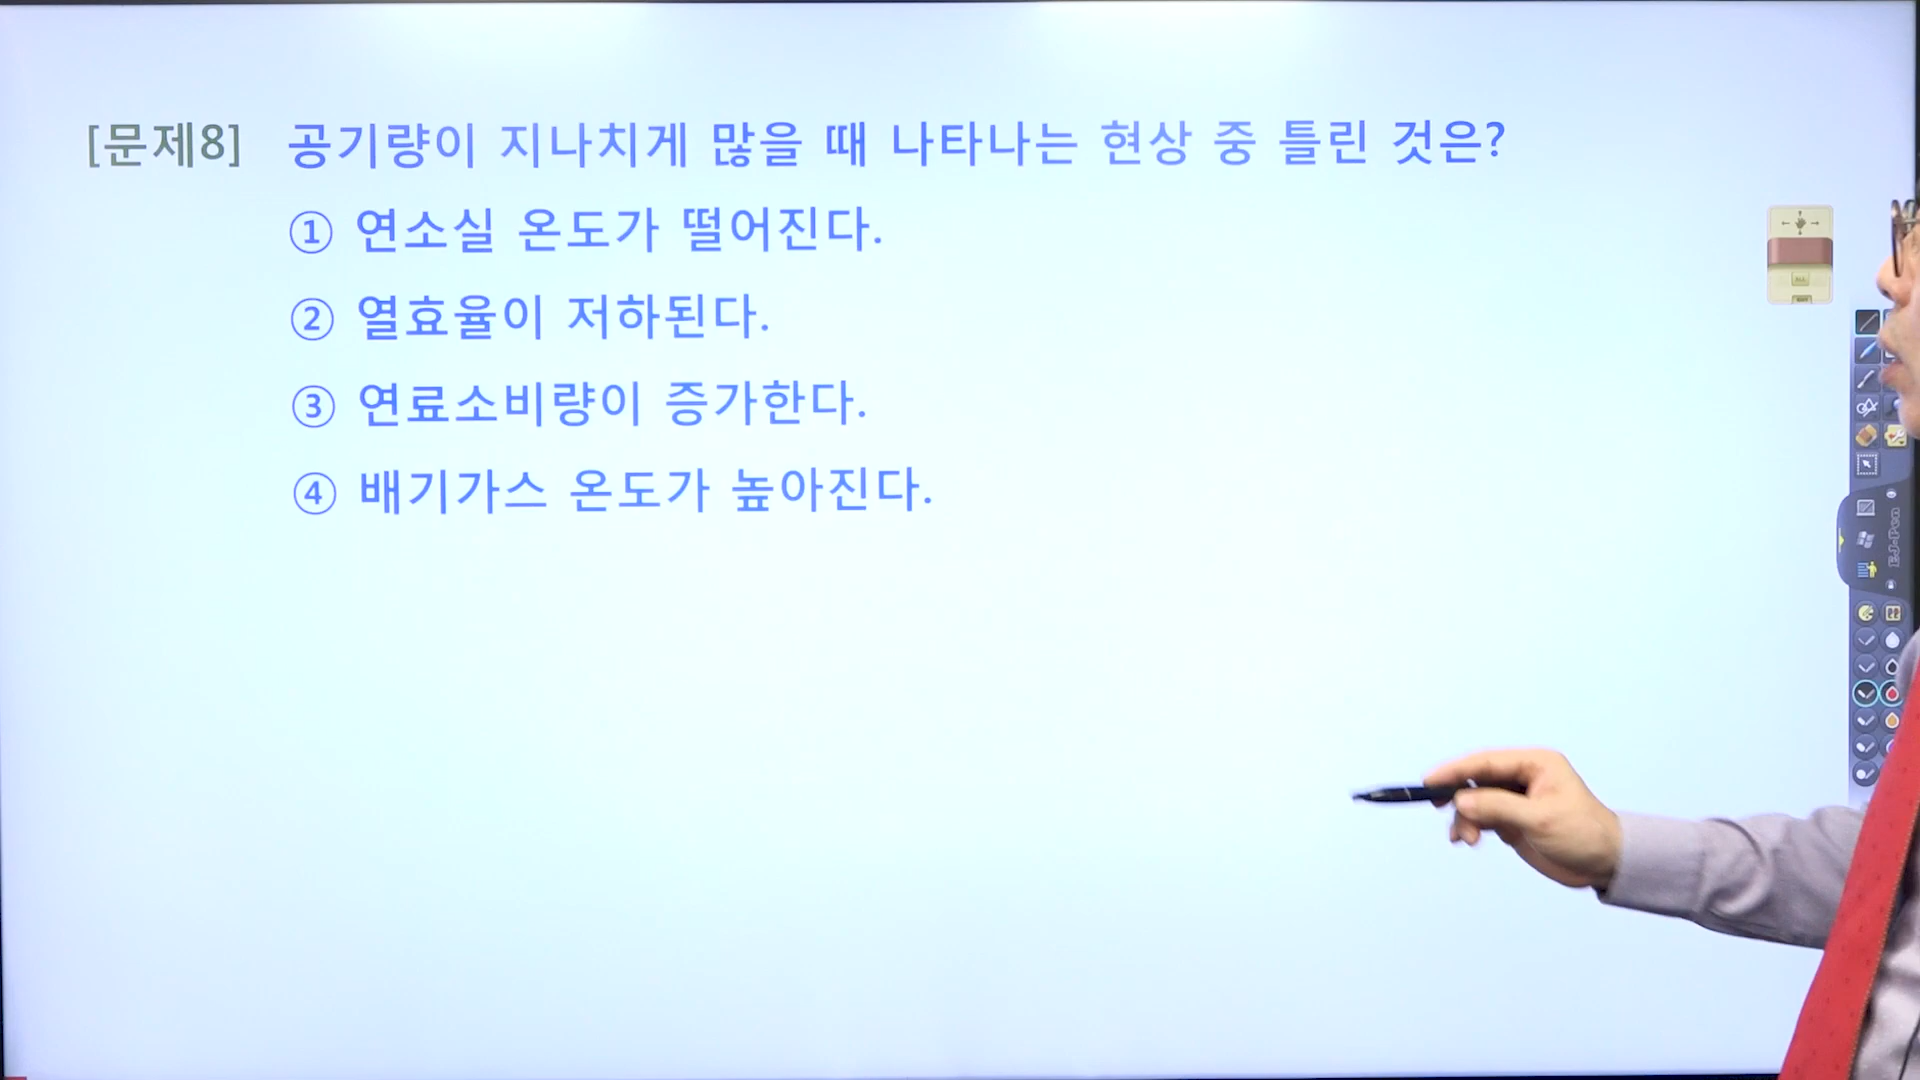 [문제8] 공기량이 지나치게 많을 때 나타나는 현상 중 틀린 것은?
① 연소실 온도가 떨어진다.
② 열효율이 저하된다.
③ 연료소비량이 증가한다.
④ 배기가스 온도가 높아진다.